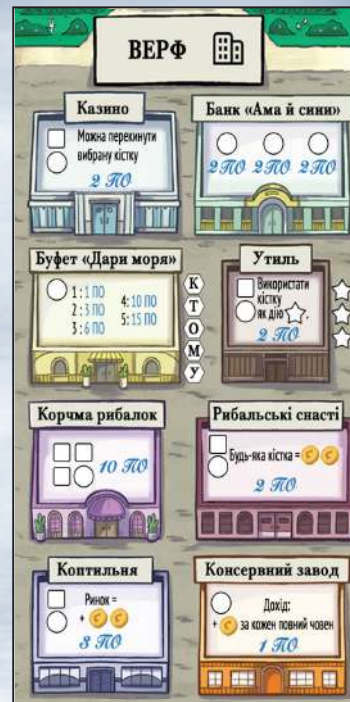 ВЕРФ
Казино
Можна перекинути
вибрану кістку
2 ПО
Банк «Ама й сини»
2 ПО 2 ПО 2 ПО
Буфет «Дари моря»
1 : 1 ПО
2 : 3 ПО
3 : 6 ПО
4: 10 ПО
5: 15 ПО
К
Т
О
М
У
Утиль
Використати
кістку
як дію .
2 ПО
Корчма рибалок
10 ПО
Рибальські снасті
Будь-яка кістка = С С
2 ПО
Коптильня
Ринок =
+ С С
3 ПО
Консервний завод
Дохід:
+ С за кожен повний човен
1 ПО